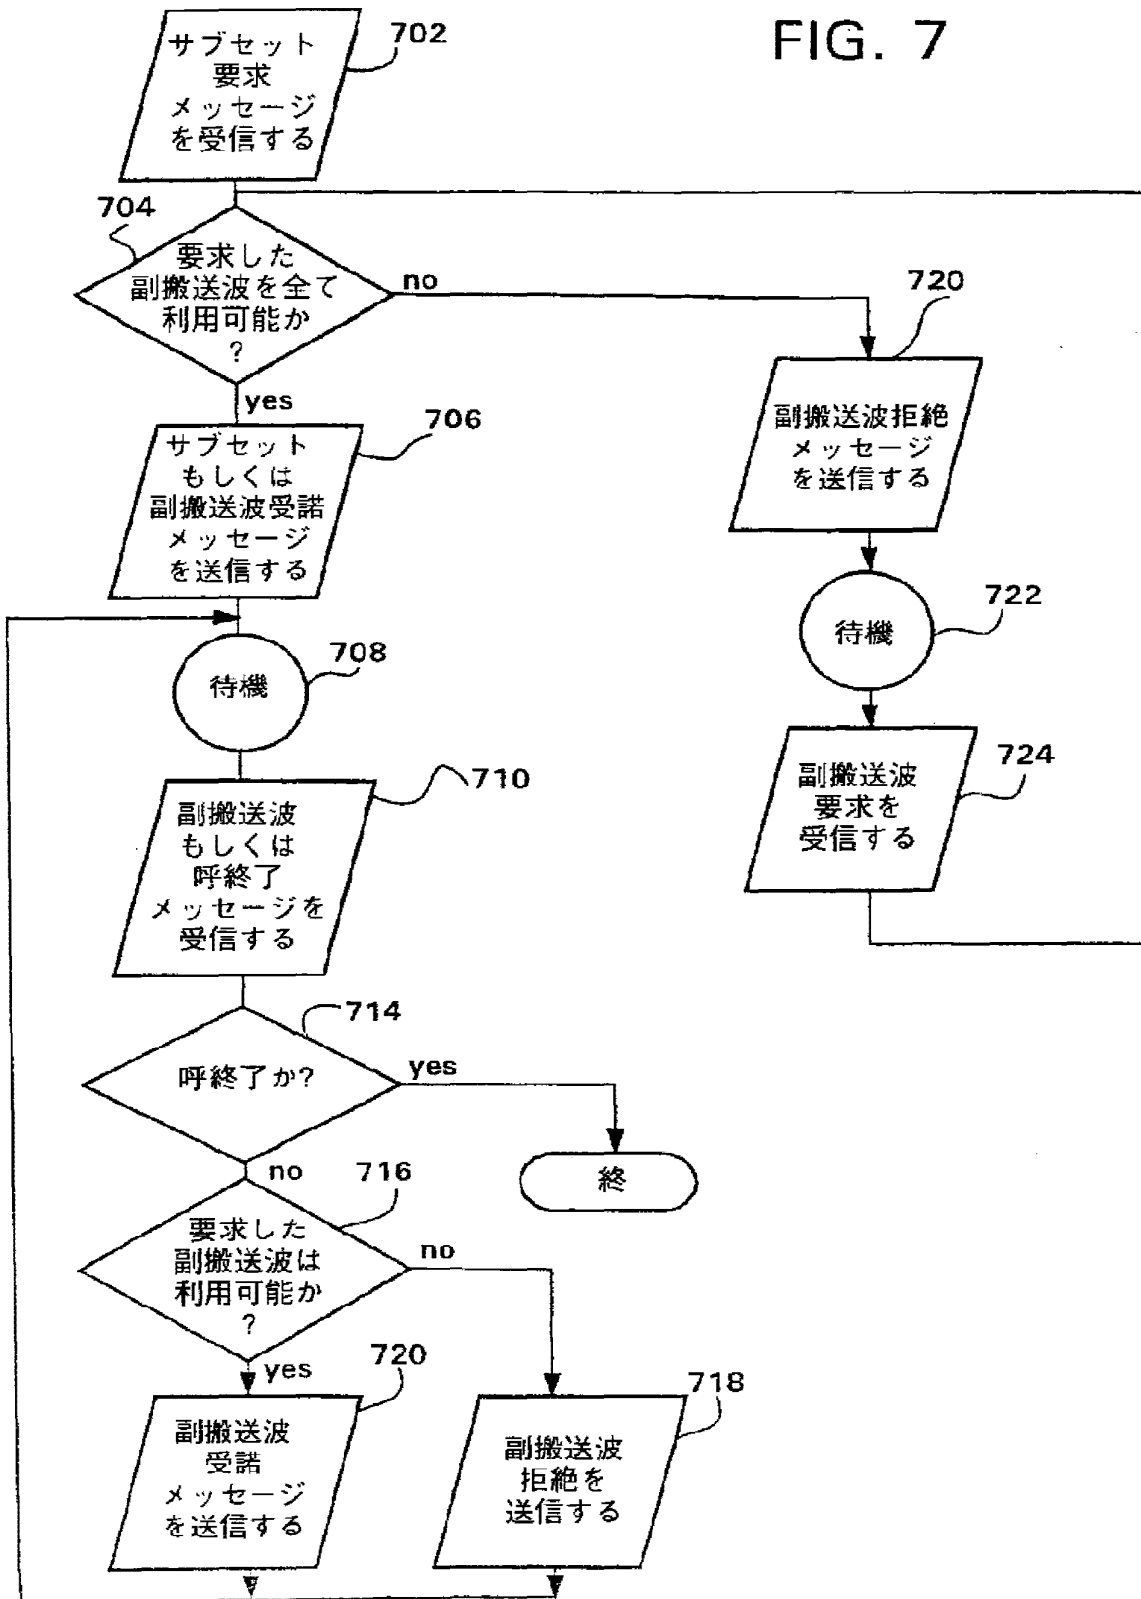 FIG. 7
702
サブセット
要求
メッセージ
を受信する
704
要求した
副搬送波を全て
利用可能か
?
no
yes
720
副搬送波拒絶
メッセージ
を送信する
706
サブセット
もしくは
副搬送波受諾
メッセージ
を送信する
722
待機
708
待機
724
副搬送波
要求を
受信する
710
副搬送波
もしくは
呼終了
メッセージを
受信する
714
呼終了か?
yes
no
終
716
要求した
副搬送波は
利用可能か
?
no
yes
720
副搬送波
受諾
メッセージ
を送信する
718
副搬送波
拒絶を
送信する